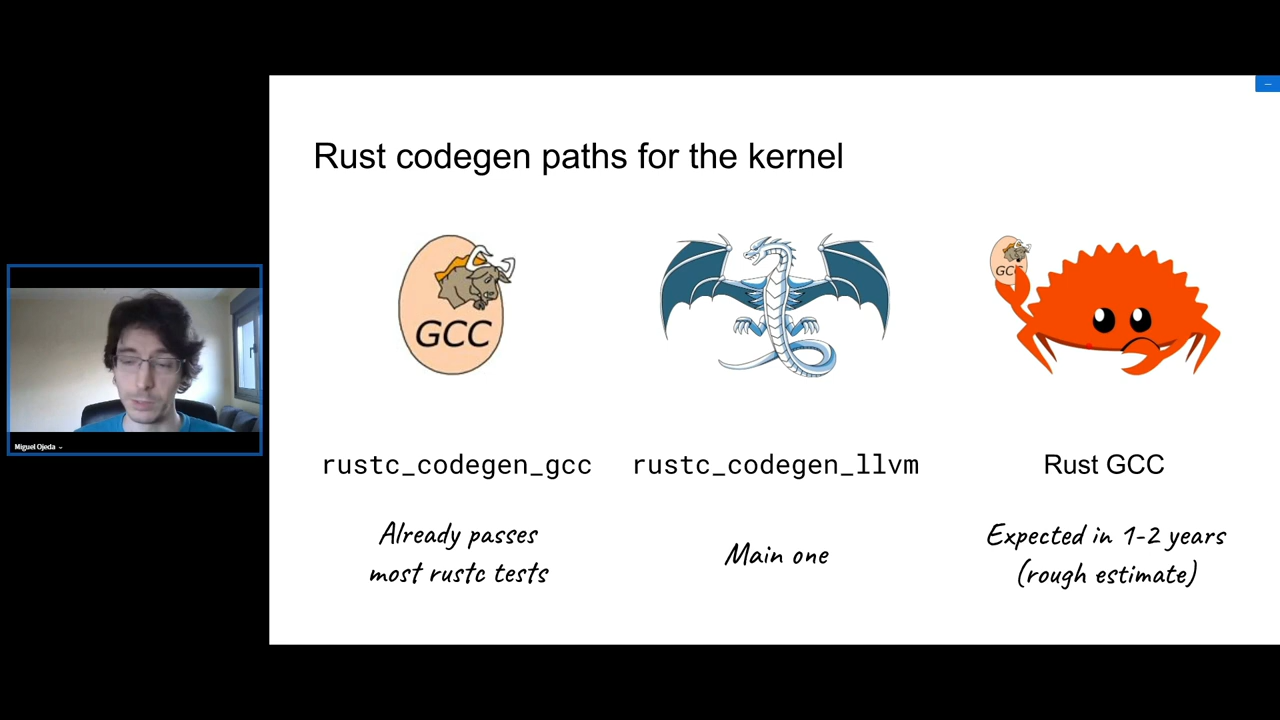 Rust codegen paths for the kernel
GCC
GCC
rustc_codegen_gcc
rustc_codegen_llvm
Rust GCC
Already passes
most rustc tests
Main one
Expected in 1-2 years
(rough estimate)
Miguel Ojeda